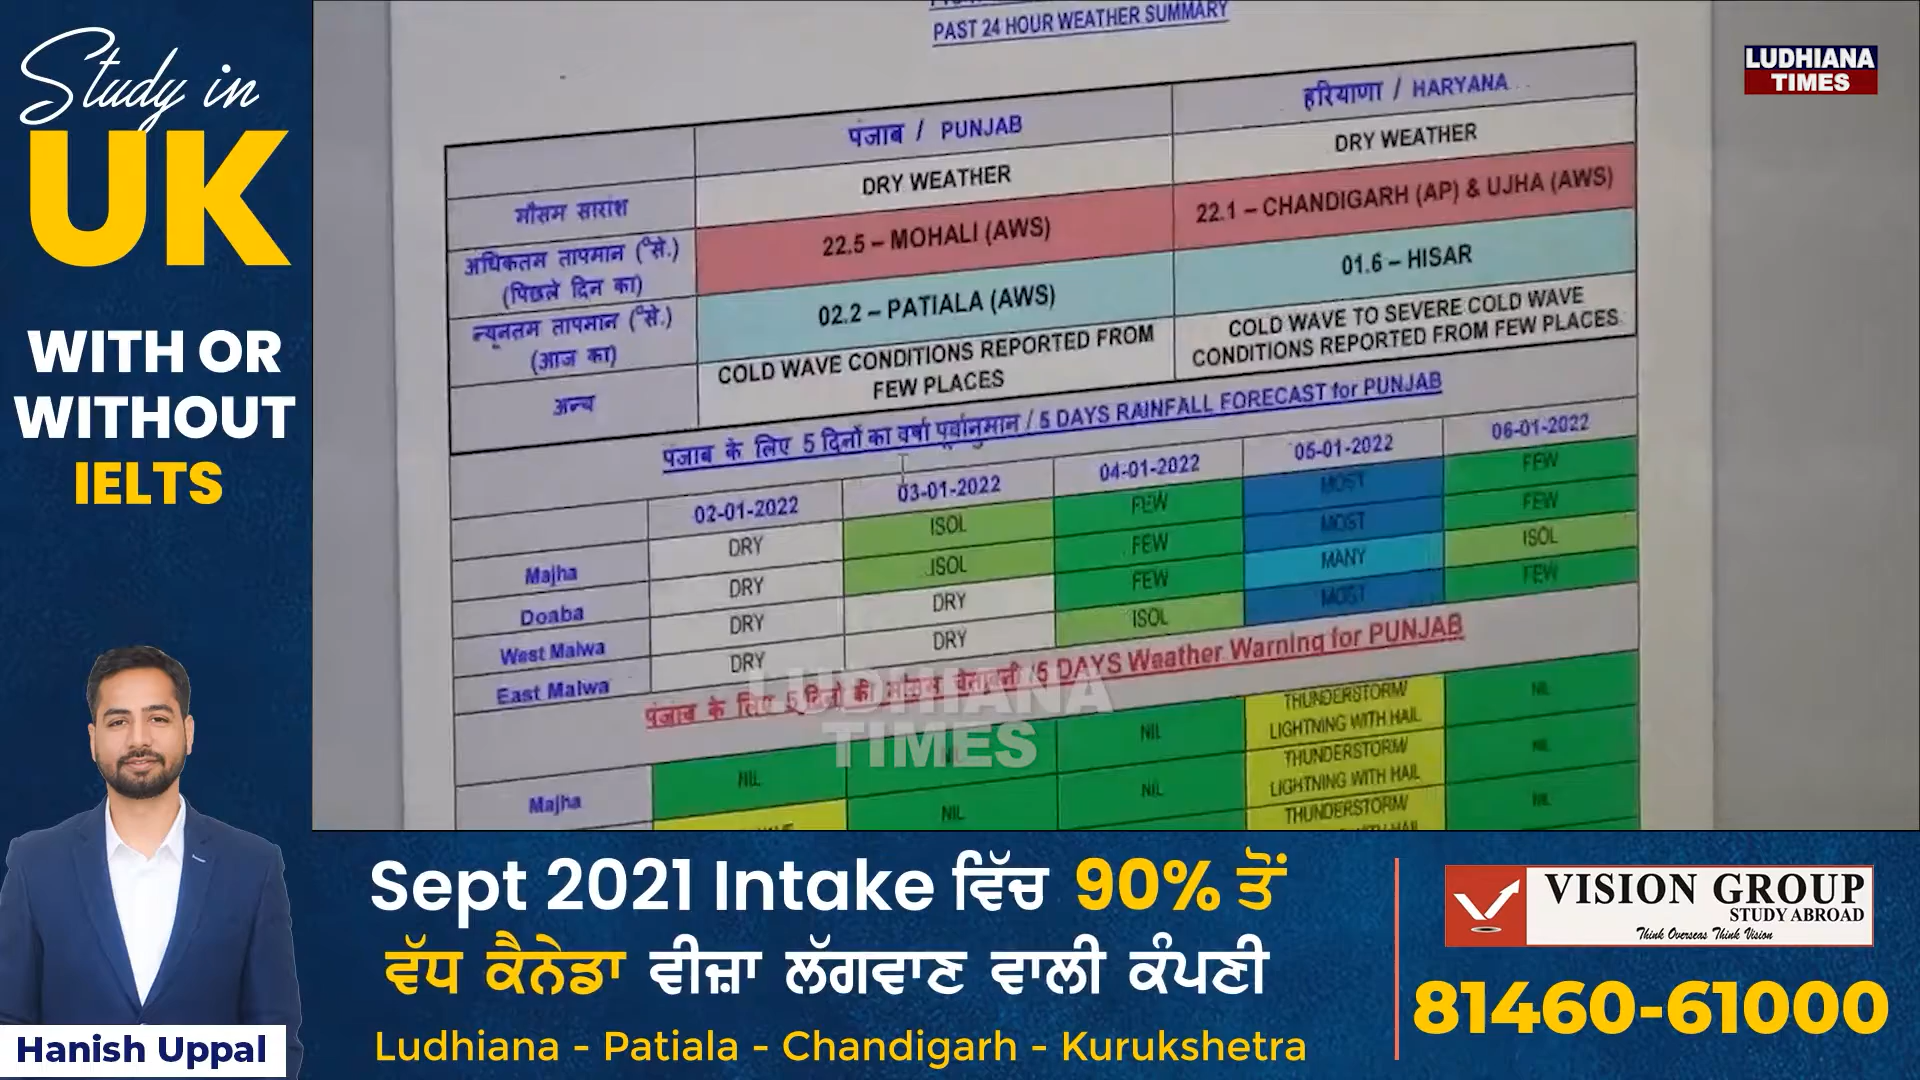 Study in
UK
WITH OR
WITHOUT
IELTS
Hanish Uppal
PAST 24 HOUR WEATHER SUMMARY
LUDHIANA
TIMES
पंजाब / PUNJAB
हरियाणा / HARYANA
मौसम सारांश
DRY WEATHER
DRY WEATHER
अधिकतम तापमान (°से.)
(पिछले दिन का)
22.5 – MOHALI (AWS)
22.1 – CHANDIGARH (AP) & UJHA (AWS)
न्यूनतम तापमान (°से.)
(आज का)
02.2 – PATIALA (AWS)
01.6 – HISAR
अन्य
COLD WAVE CONDITIONS REPORTED FROM
FEW PLACES
COLD WAVE TO SEVERE COLD WAVE
CONDITIONS REPORTED FROM FEW PLACES
पंजाब के लिए 5 दिनों का वर्षा पूर्वानुमान / 5 DAYS RAINFALL FORECAST for PUNJAB
02-01-2022 03-01-2022 04-01-2022 05-01-2022 06-01-2022
Majha DRY ISOL FEW MOST FEW
Doaba DRY ISOL FEW MOST FEW
West Malwa DRY DRY FEW MANY ISOL
East Malwa DRY DRY ISOL MOST FEW
पंजाब के लिए 5 दिनों की मौसम चेतावनी /5 DAYS Weather Warning for PUNJAB
LUDHIANA
TIMES
Majha NIL NIL NIL
THUNDERSTORM/
LIGHTNING WITH HAIL
NIL
NIL NIL
THUNDERSTORM/
LIGHTNING WITH HAIL
NIL
THUNDERSTORM/
NIL
Sept 2021 Intake ਵਿੱਚ 90% ਤੋਂ
ਵੱਧ ਕੈਨੇਡਾ ਵੀਜ਼ਾ ਲੱਗਵਾਣ ਵਾਲੀ ਕੰਪਣੀ
Ludhiana - Patiala - Chandigarh - Kurukshetra
VISION GROUP
STUDY ABROAD
Think Overseas Think Vision
81460-61000